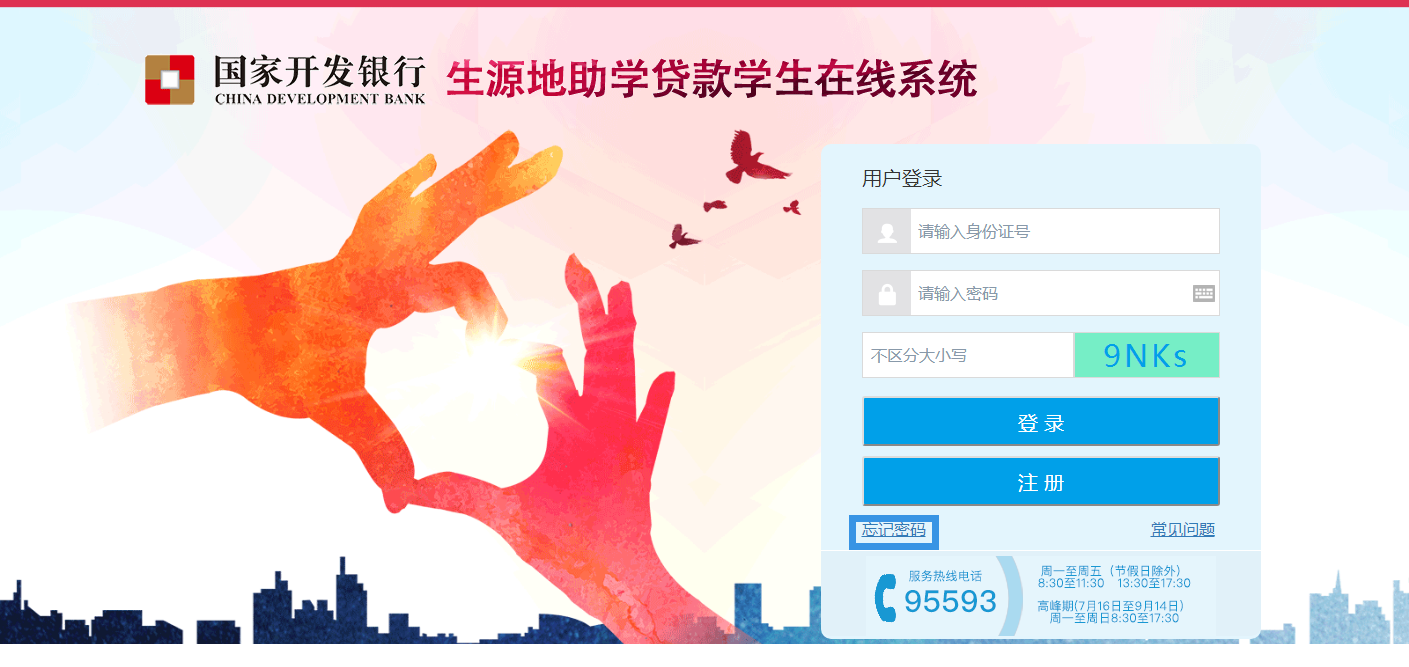 国家开发银行 生源地助学贷款学生在线系统
CHINA DEVELOPMENT BANK
用户登录
请输入身份证号
请输入密码
不区分大小写 9NKs
登录
注册
忘记密码 常见问题
服务热线电话
95593
周一至周五（节假日除外）
8:30至11:30 13:30至17:30
高峰期(7月16日至9月14日)
周一至周日8:30至17:30